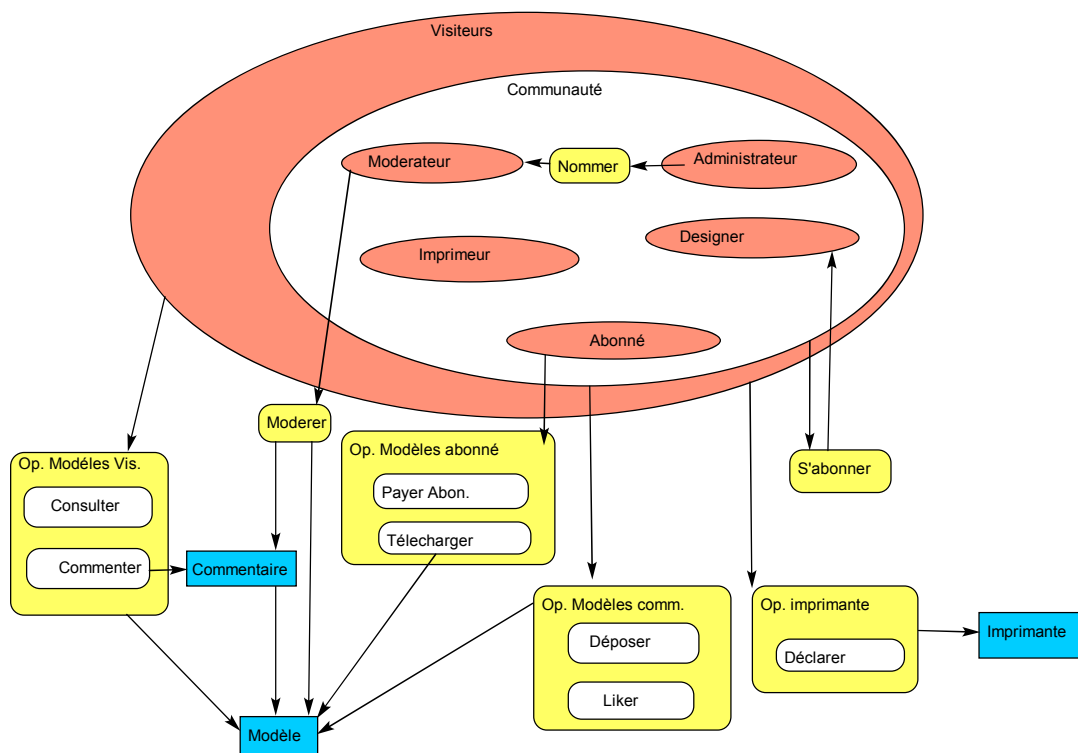 Visiteurs
Communauté
Moderateur
Nommer
Administrateur
Imprimeur
Designer
Abonné
Moderer
Op. Modéles Vis.
Consulter
Commenter
Commentaire
Op. Modèles abonné
Payer Abon.
Télecharger
S'abonner
Op. Modèles comm.
Déposer
Liker
Op. imprimante
Déclarer
Imprimante
Modèle